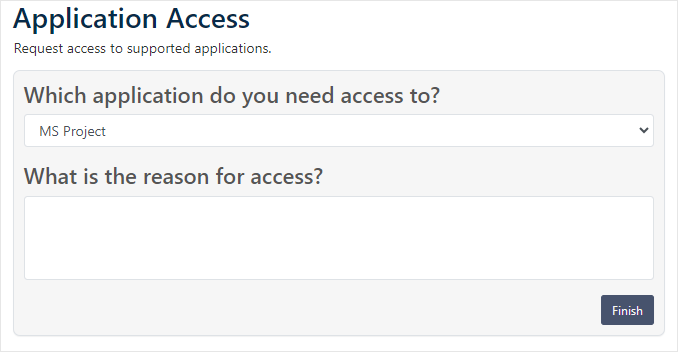 Application Access
Request access to supported applications.
Which application do you need access to?
MS Project
What is the reason for access?
Finish